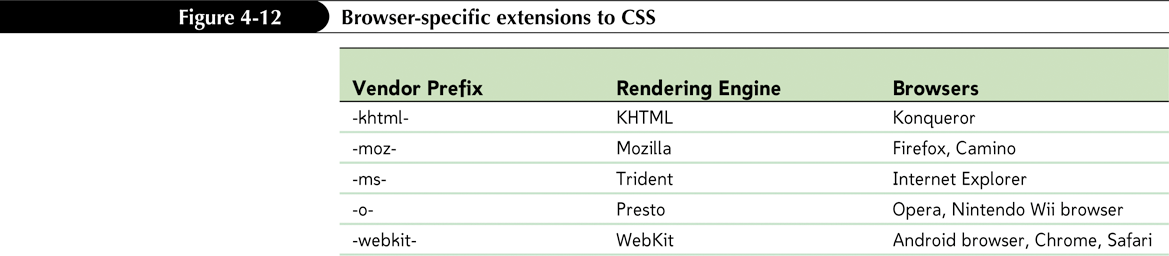 Figure 4-12 Browser-specific extensions to CSS
Vendor Prefix Rendering Engine Browsers
-khtml- KHTML Konqueror
-moz- Mozilla Firefox, Camino
-ms- Trident Internet Explorer
-o- Presto Opera, Nintendo Wii browser
-webkit- WebKit Android browser, Chrome, Safari